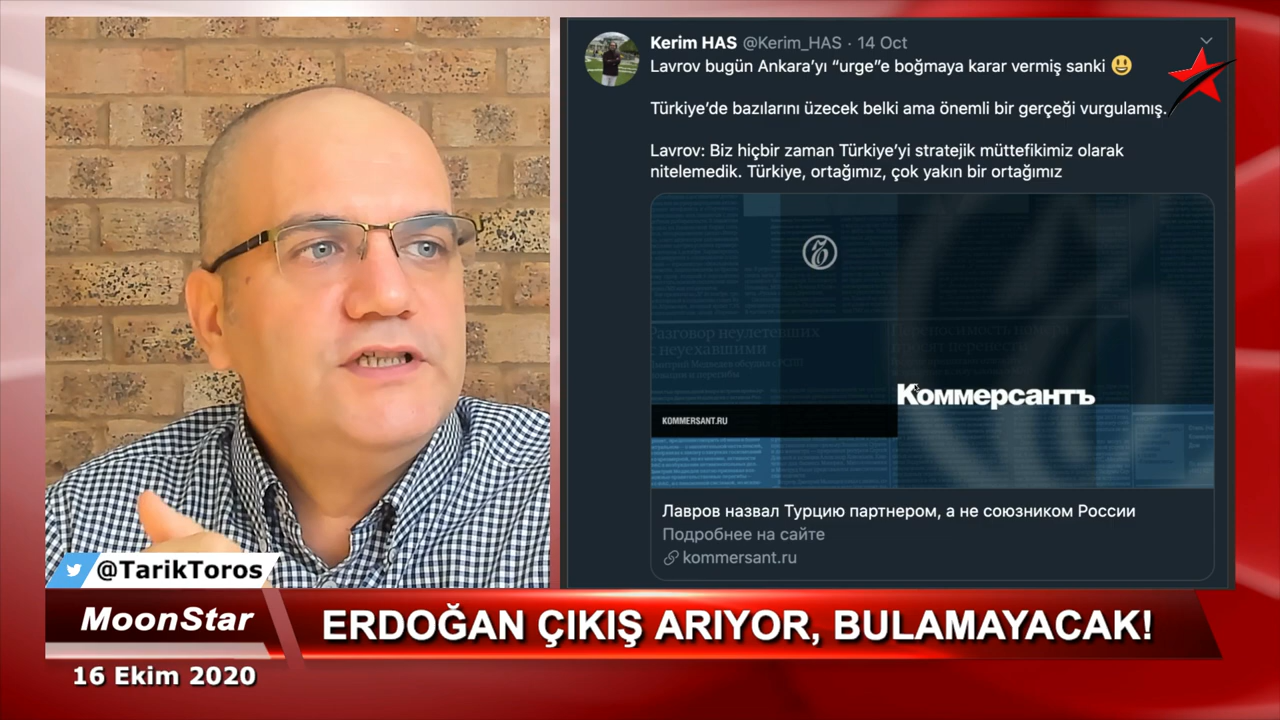 Kerim HAS @Kerim_HAS · 14 Oct
Lavrov bugün Ankara'yı “urge”e boğmaya karar vermiş sanki 😃
Türkiye'de bazılarını üzecek belki ama önemli bir gerçeği vurgulamış.
Lavrov: Biz hiçbir zaman Türkiye'yi stratejik müttefikimiz olarak
nitelemedik. Türkiye, ortağımız, çok yakın bir ortağımız
Разговор неулетевших
с неуехавшими
Коммерсантъ
KOMMERSANT.RU
Лавров назвал Турцию партнером, а не союзником России
Подробнее на сайте
kommersant.ru
@TarikToros
MoonStar
ERDOĞAN ÇIKIŞ ARIYOR, BULAMAYACAK!
16 Ekim 2020